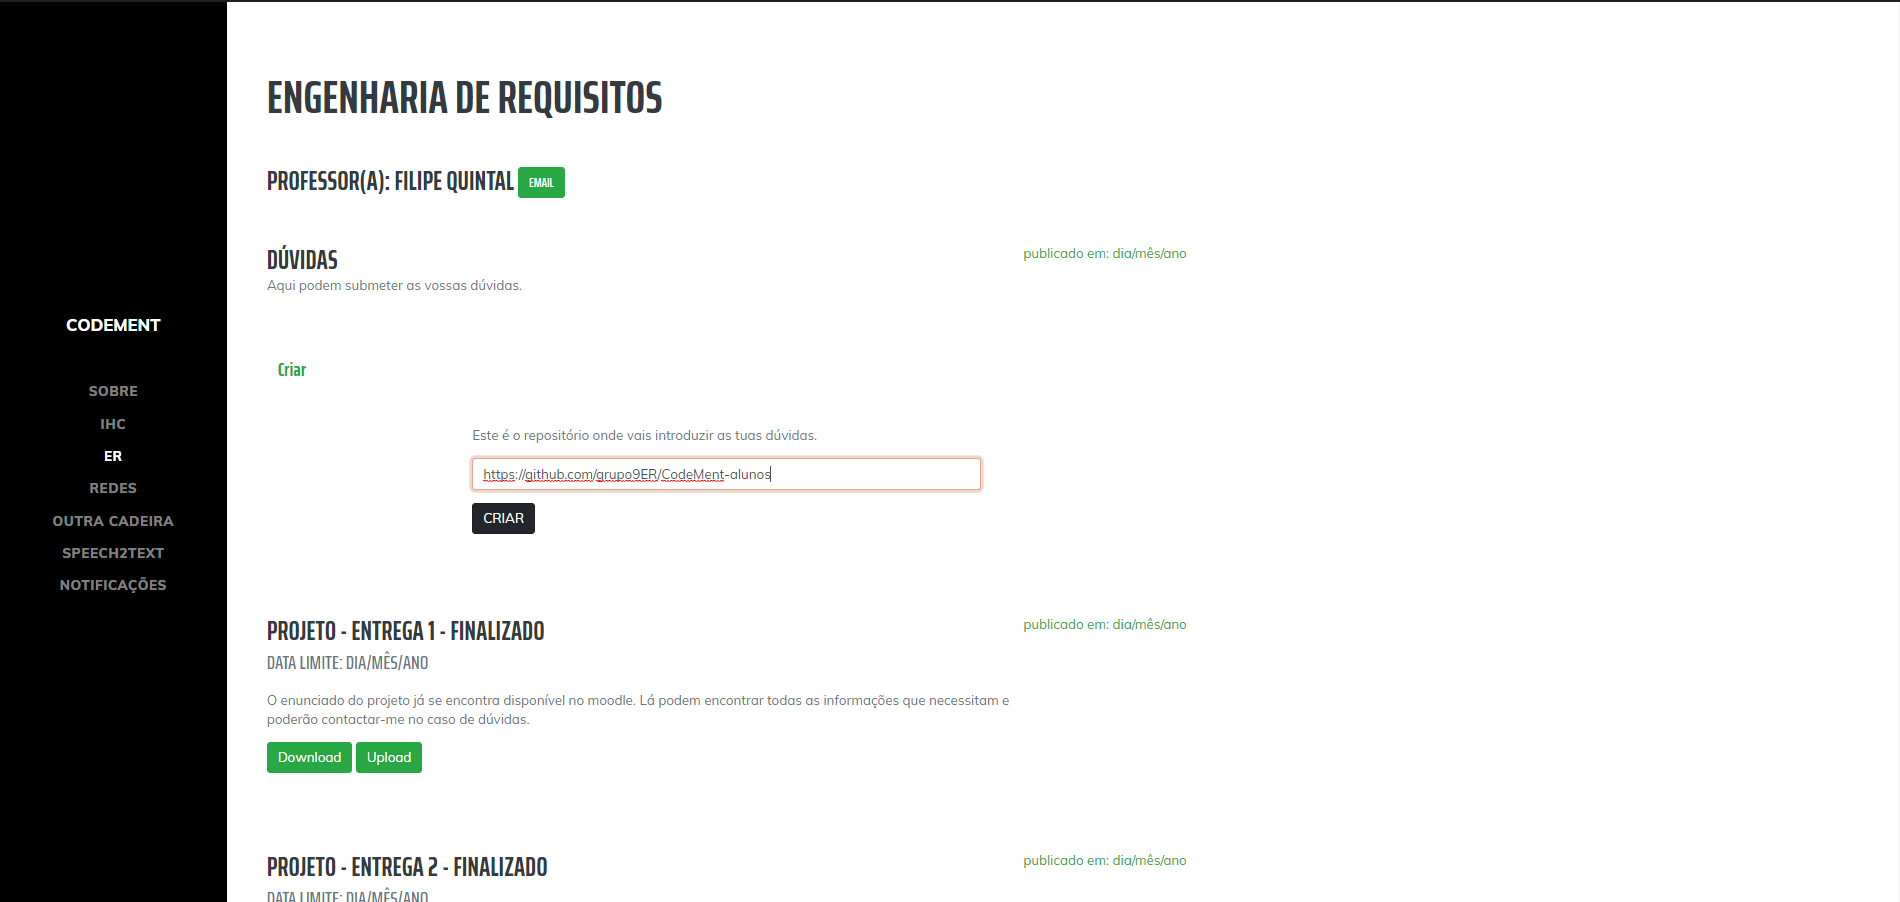 CODEMENT
SOBRE
IHC
ER
REDES
OUTRA CADEIRA
SPEECH2TEXT
NOTIFICAÇÕES
ENGENHARIA DE REQUISITOS
PROFESSOR(A): FILIPE QUINTAL EMAIL
DÚVIDAS
publicado em: dia/mês/ano
Aqui podem submeter as vossas dúvidas.
Criar
Este é o repositório onde vais introduzir as tuas dúvidas.
https://github.com/grupo9ER/CodeMent-alunos
CRIAR
PROJETO - ENTREGA 1 - FINALIZADO
publicado em: dia/mês/ano
DATA LIMITE: DIA/MÊS/ANO
O enunciado do projeto já se encontra disponível no moodle. Lá podem encontrar todas as informações que necessitam e
poderão contactar-me no caso de dúvidas.
Download Upload
PROJETO - ENTREGA 2 - FINALIZADO
publicado em: dia/mês/ano
DATA LIMITE: DIA/MÊS/ANO